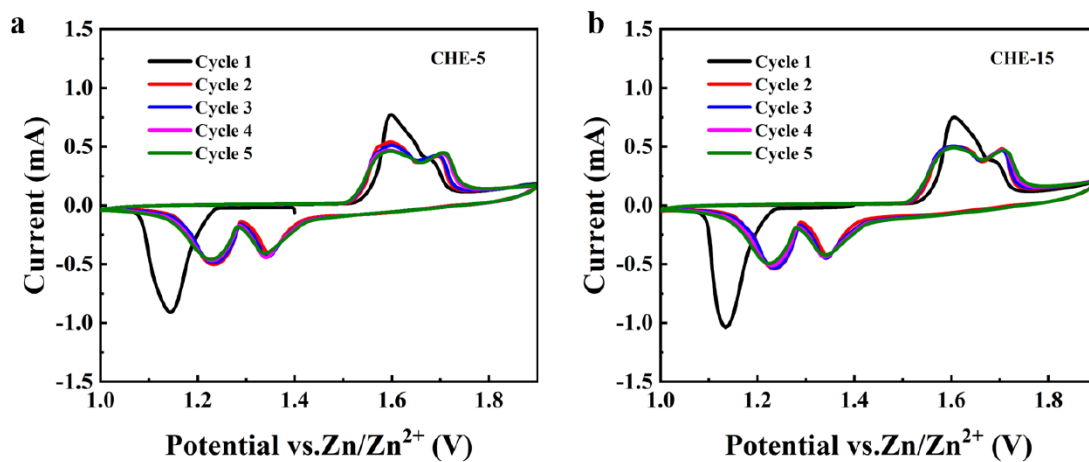 a
1.5
1.0
0.5
0.0
-0.5
-1.0
-1.5
Current (mA)
Cycle 1
Cycle 2
Cycle 3
Cycle 4
Cycle 5
CHE-5
1.0 1.2 1.4 1.6 1.8
Potential vs.Zn/Zn²⁺ (V)
b
1.5
1.0
0.5
0.0
-0.5
-1.0
-1.5
Current (mA)
Cycle 1
Cycle 2
Cycle 3
Cycle 4
Cycle 5
CHE-15
1.0 1.2 1.4 1.6 1.8
Potential vs.Zn/Zn²⁺ (V)